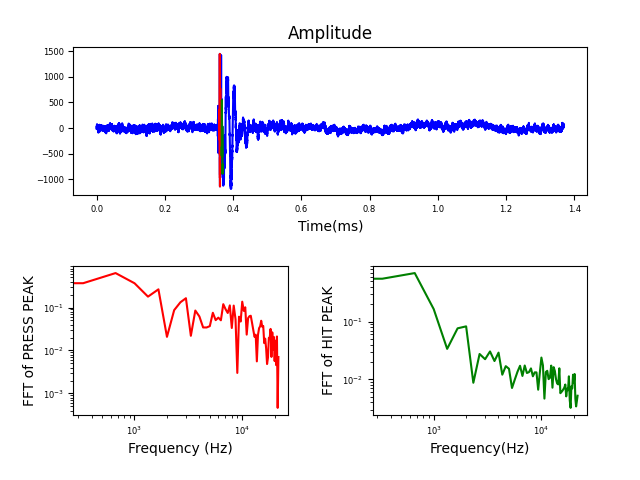 Amplitude
1500
1000
500
0
−500
−1000
0.0 0.2 0.4 0.6 0.8 1.0 1.2 1.4
Time(ms)
FFT of PRESS PEAK
10⁻¹
10⁻²
10⁻³
10³ 10⁴
Frequency (Hz)
FFT of HIT PEAK
10⁻¹
10⁻²
10³ 10⁴
Frequency(Hz)